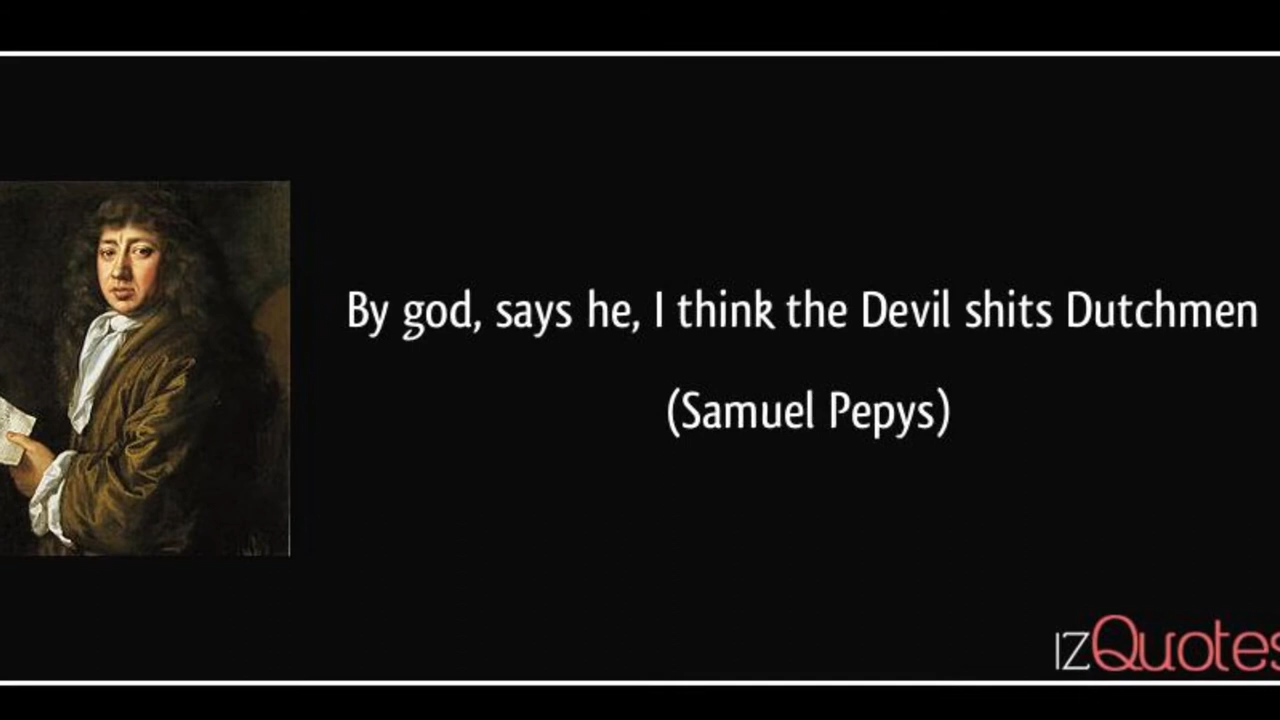 By god, says he, I think the Devil shits Dutchmen
(Samuel Pepys)
IZQuotes